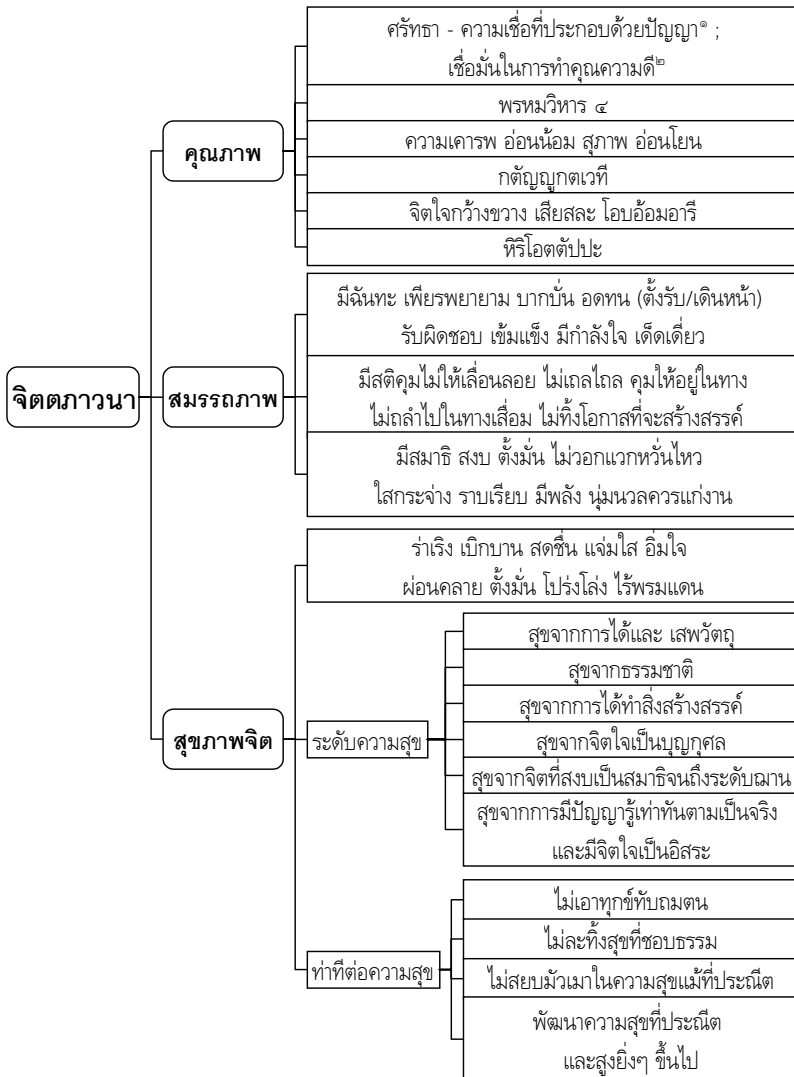 จิตตภาวนา
คุณภาพ
ศรัทธา - ความเชื่อที่ประกอบด้วยปัญญา๑ ;
เชื่อมั่นในการทำคุณความดี๒
พรหมวิหาร ๔
ความเคารพ อ่อนน้อม สุภาพ อ่อนโยน
กตัญญูกตเวที
จิตใจกว้างขวาง เสียสละ โอบอ้อมอารี
หิริโอตตัปปะ
สมรรถภาพ
มีฉันทะ เพียรพยายาม บากบั่น อดทน (ตั้งรับ/เดินหน้า)
รับผิดชอบ เข้มแข็ง มีกำลังใจ เด็ดเดี่ยว
มีสติคุมไม่ให้เลื่อนลอย ไม่เถลไถล คุมให้อยู่ในทาง
ไม่ถลำไปในทางเสื่อม ไม่ทิ้งโอกาสที่จะสร้างสรรค์
มีสมาธิ สงบ ตั้งมั่น ไม่วอกแวกหวั่นไหว
ใสกระจ่าง ราบเรียบ มีพลัง นุ่มนวลควรแก่งาน
สุขภาพจิต
ร่าเริง เบิกบาน สดชื่น แจ่มใส อิ่มใจ
ผ่อนคลาย ตั้งมั่น โปร่งโล่ง ไร้พรมแดน
ระดับความสุข
สุขจากการได้และ เสพวัตถุ
สุขจากธรรมชาติ
สุขจากการได้ทำสิ่งสร้างสรรค์
สุขจากจิตใจเป็นบุญกุศล
สุขจากจิตที่สงบเป็นสมาธิจนถึงระดับฌาน
สุขจากการมีปัญญารู้เท่าทันตามเป็นจริง
และมีจิตใจเป็นอิสระ
ท่าทีต่อความสุข
ไม่เอาทุกข์ทับถมตน
ไม่ละทิ้งสุขที่ชอบธรรม
ไม่สยบมัวเมาในความสุขแม้ที่ประณีต
พัฒนาความสุขที่ประณีต
และสูงยิ่งๆ ขึ้นไป